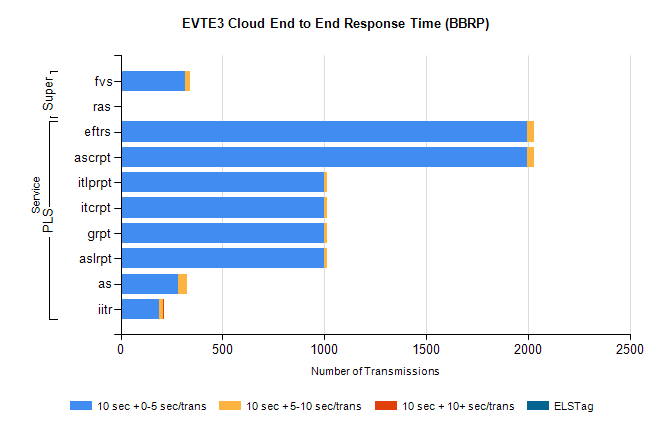 EVTE3 Cloud End to End Response Time (BBRP)
Super
fvs
ras
Service
PLS
eftrs
ascrpt
itlprpt
itcrpt
grpt
aslrpt
as
iitr
0 500 1000 1500 2000 2500
Number of Transmissions
10 sec +0-5 sec/trans 10 sec +5-10 sec/trans 10 sec + 10+ sec/trans ELSTag